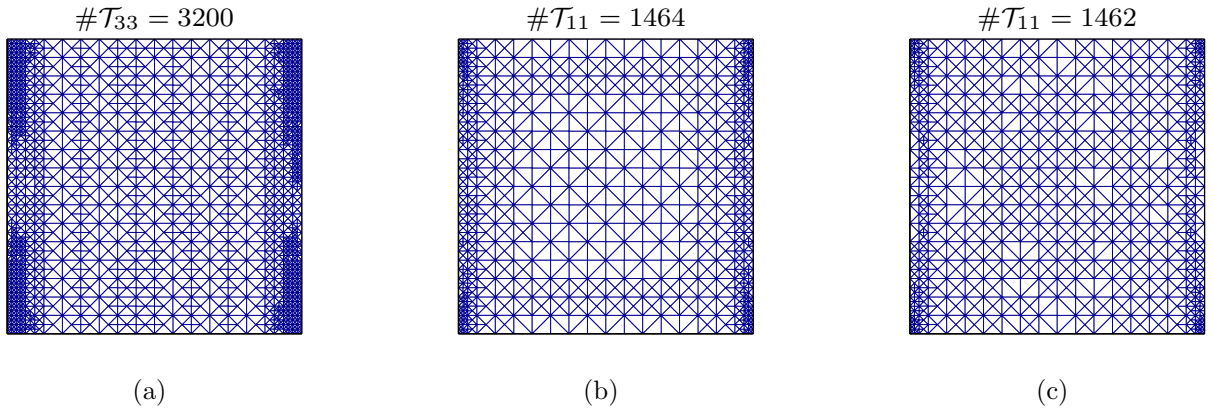 #𝒯₃₃ = 3200
#𝒯₁₁ = 1464
#𝒯₁₁ = 1462
(a)
(b)
(c)